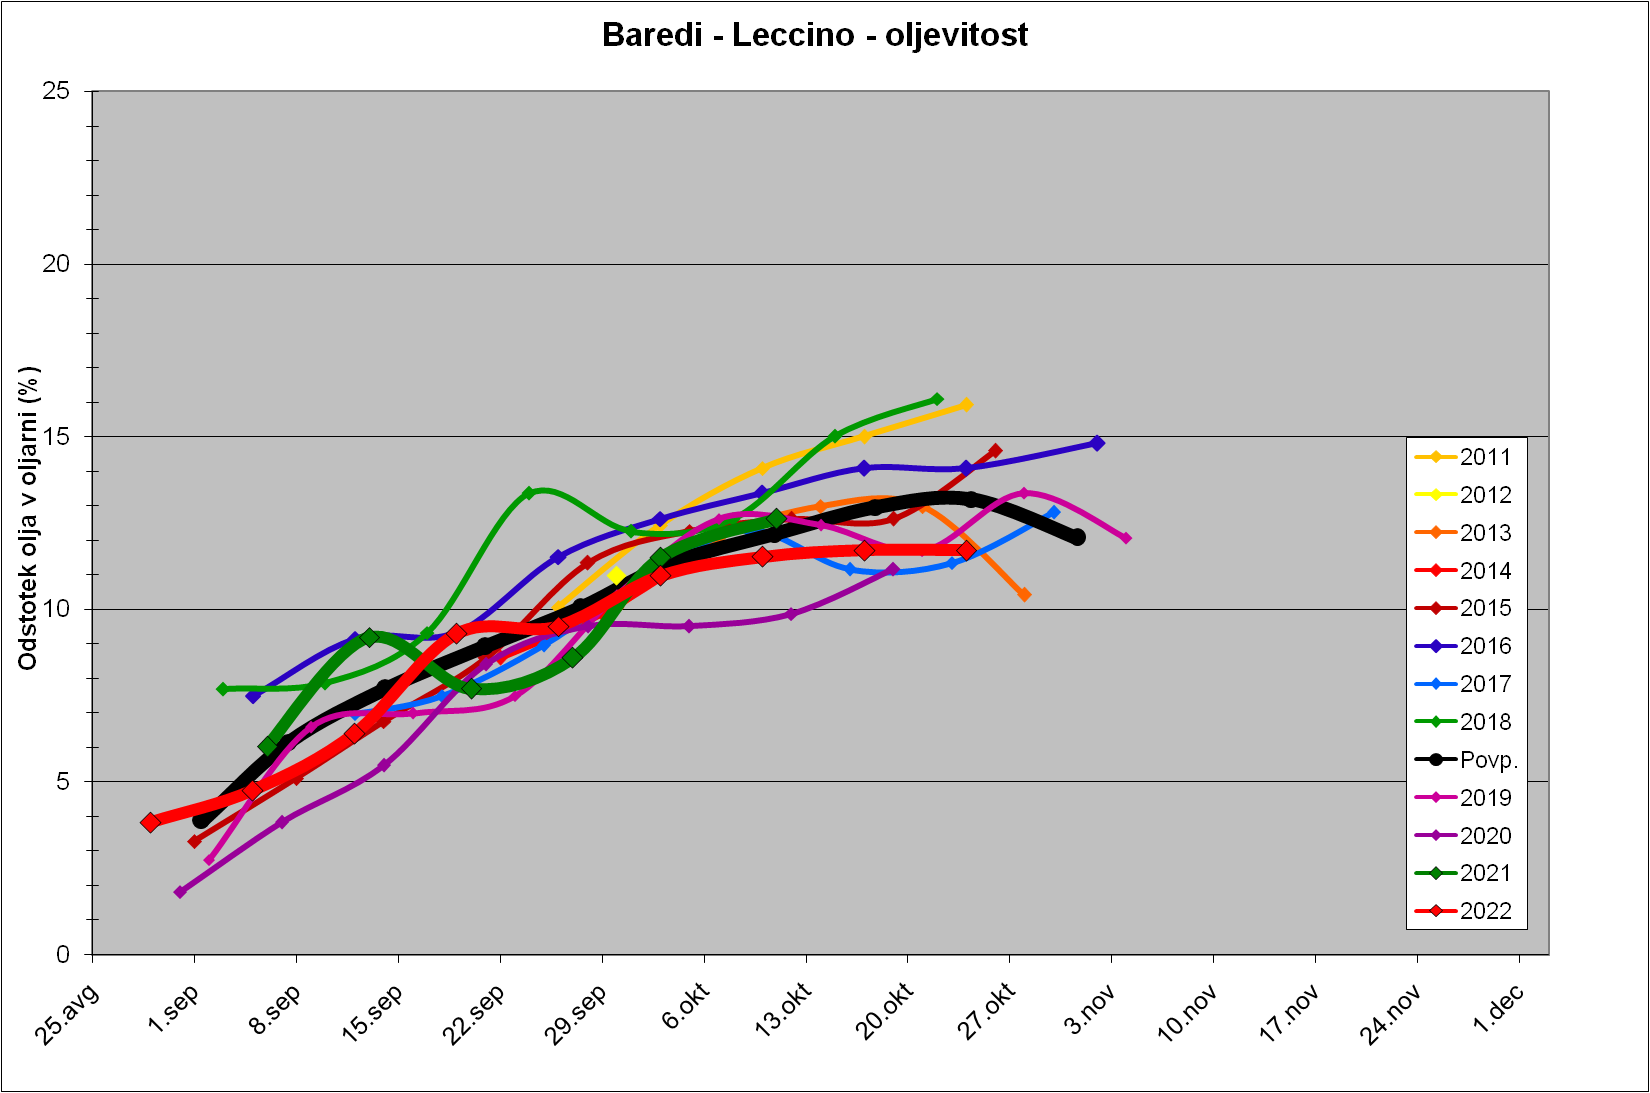 Baredi - Leccino - oljevitost
Odstotek olja v oljarni (%)
25
20
15
10
5
0
25.avg
1.sep
8.sep
15.sep
22.sep
29.sep
6.okt
13.okt
20.okt
27.okt
3.nov
10.nov
17.nov
24.nov
1.dec
2011
2012
2013
2014
2015
2016
2017
2018
Povp.
2019
2020
2021
2022